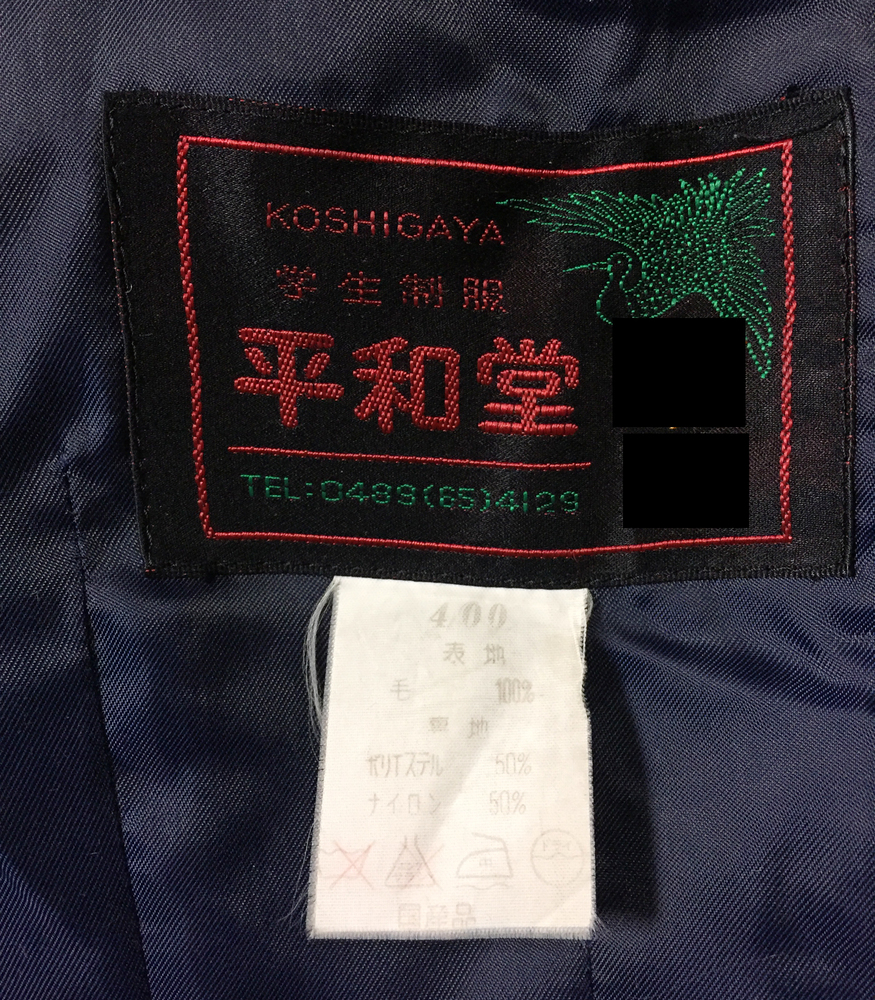 KOSHIGAYA
学生制服
平和堂
TEL:0489(65)4129
400
表地
毛 100%
裏地
ポリエステル 50%
ナイロン 50%
国産品